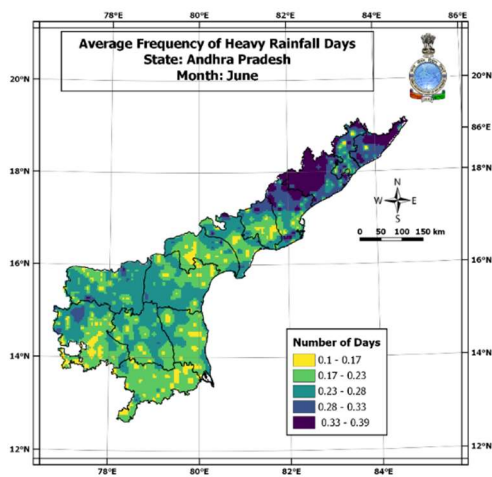 78°E 80°E 82°E 84°E 86°E
Average Frequency of Heavy Rainfall Days
State: Andhra Pradesh
Month: June
20°N 20°N
86°E
18°N 18°N
N
W E
S
0 50 100 150 km
16°N 16°N
Number of Days
0.1 - 0.17
0.17 - 0.23
0.23 - 0.28
0.28 - 0.33
0.33 - 0.39
14°N 14°N
12°N 12°N
78°E 80°E 82°E 84°E